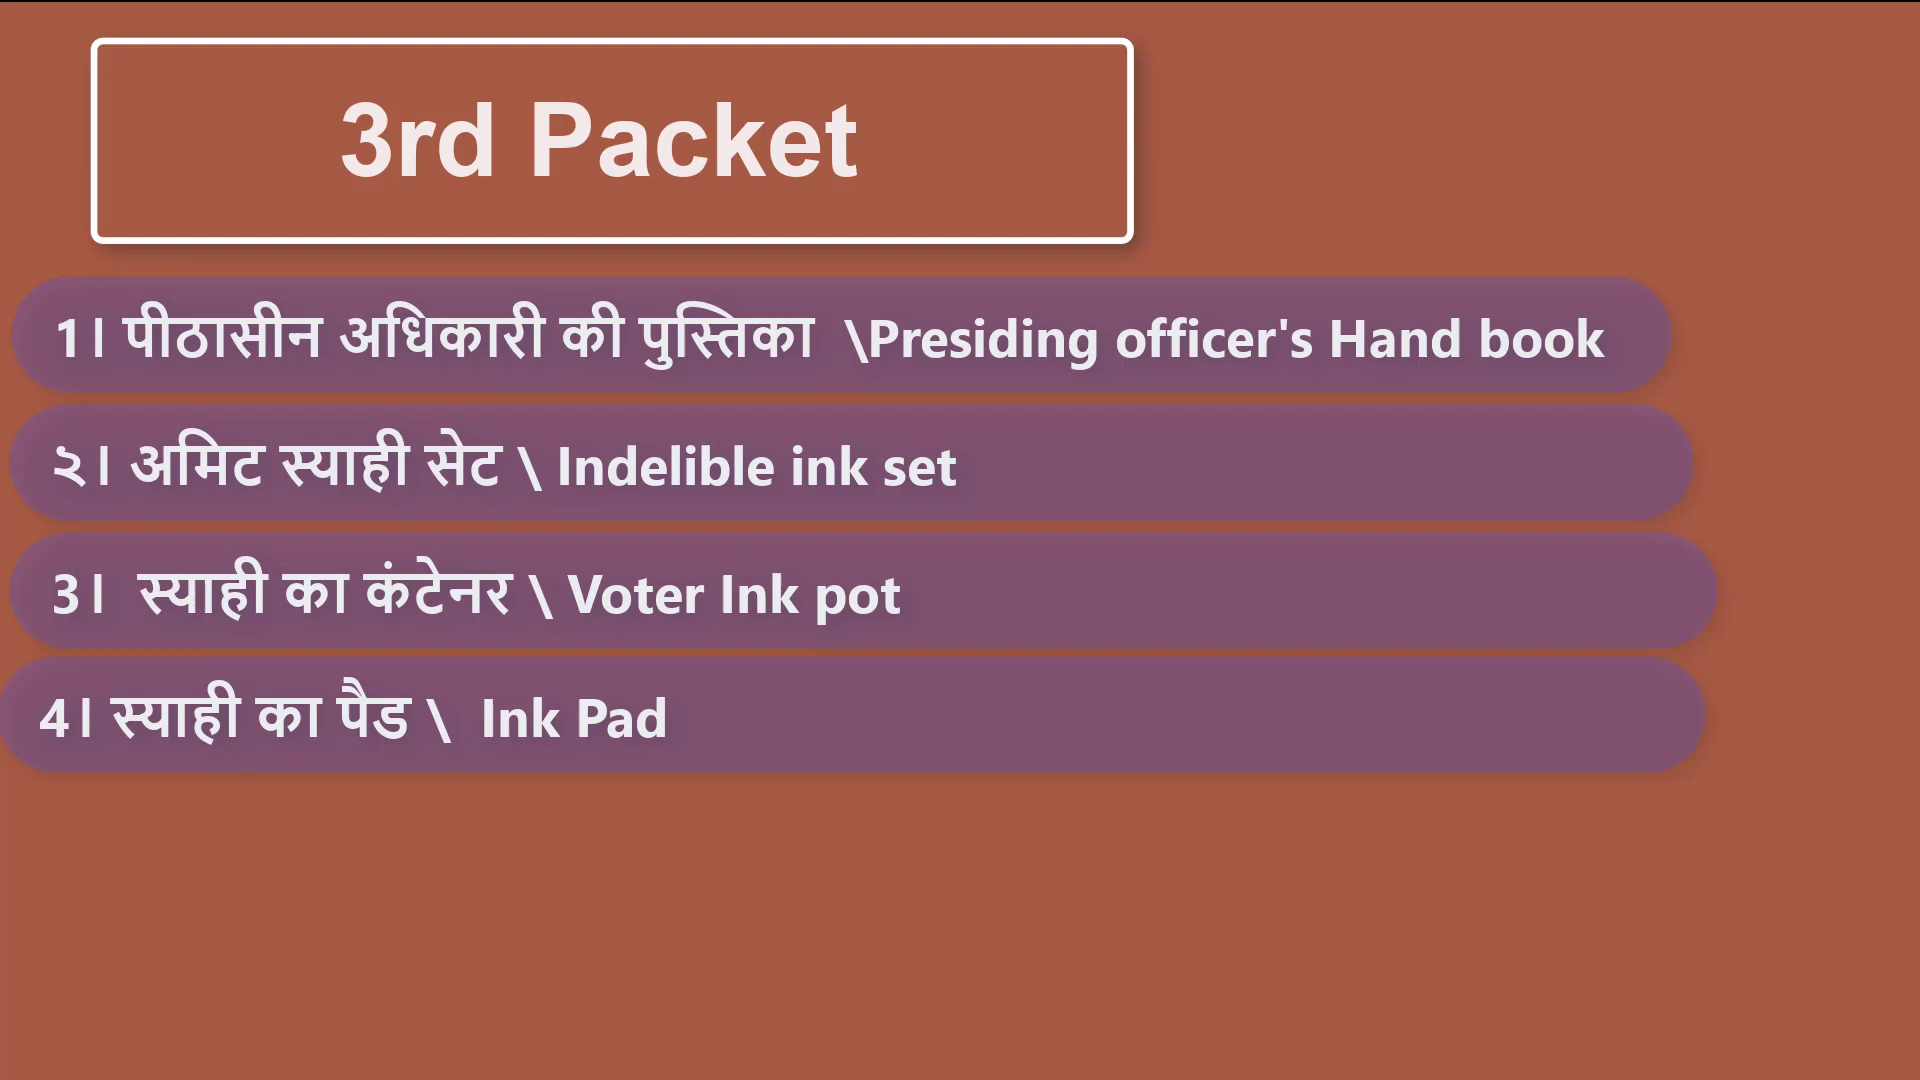 3rd Packet
1। पीठासीन अधिकारी की पुस्तिका \Presiding officer's Hand book
२। अमिट स्याही सेट \ Indelible ink set
3। स्याही का कंटेनर \ Voter Ink pot
4। स्याही का पैड \ Ink Pad